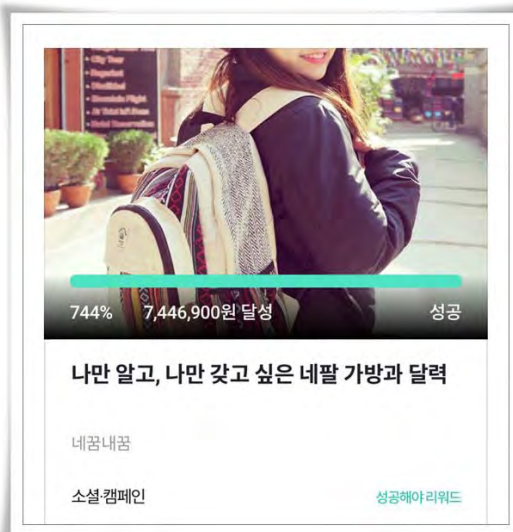 • City Tour
744% 7,446,900원 달성 성공
나만 알고, 나만 갖고 싶은 네팔 가방과 달력
네꿈내꿈
소셜·캠페인 성공해야 리워드